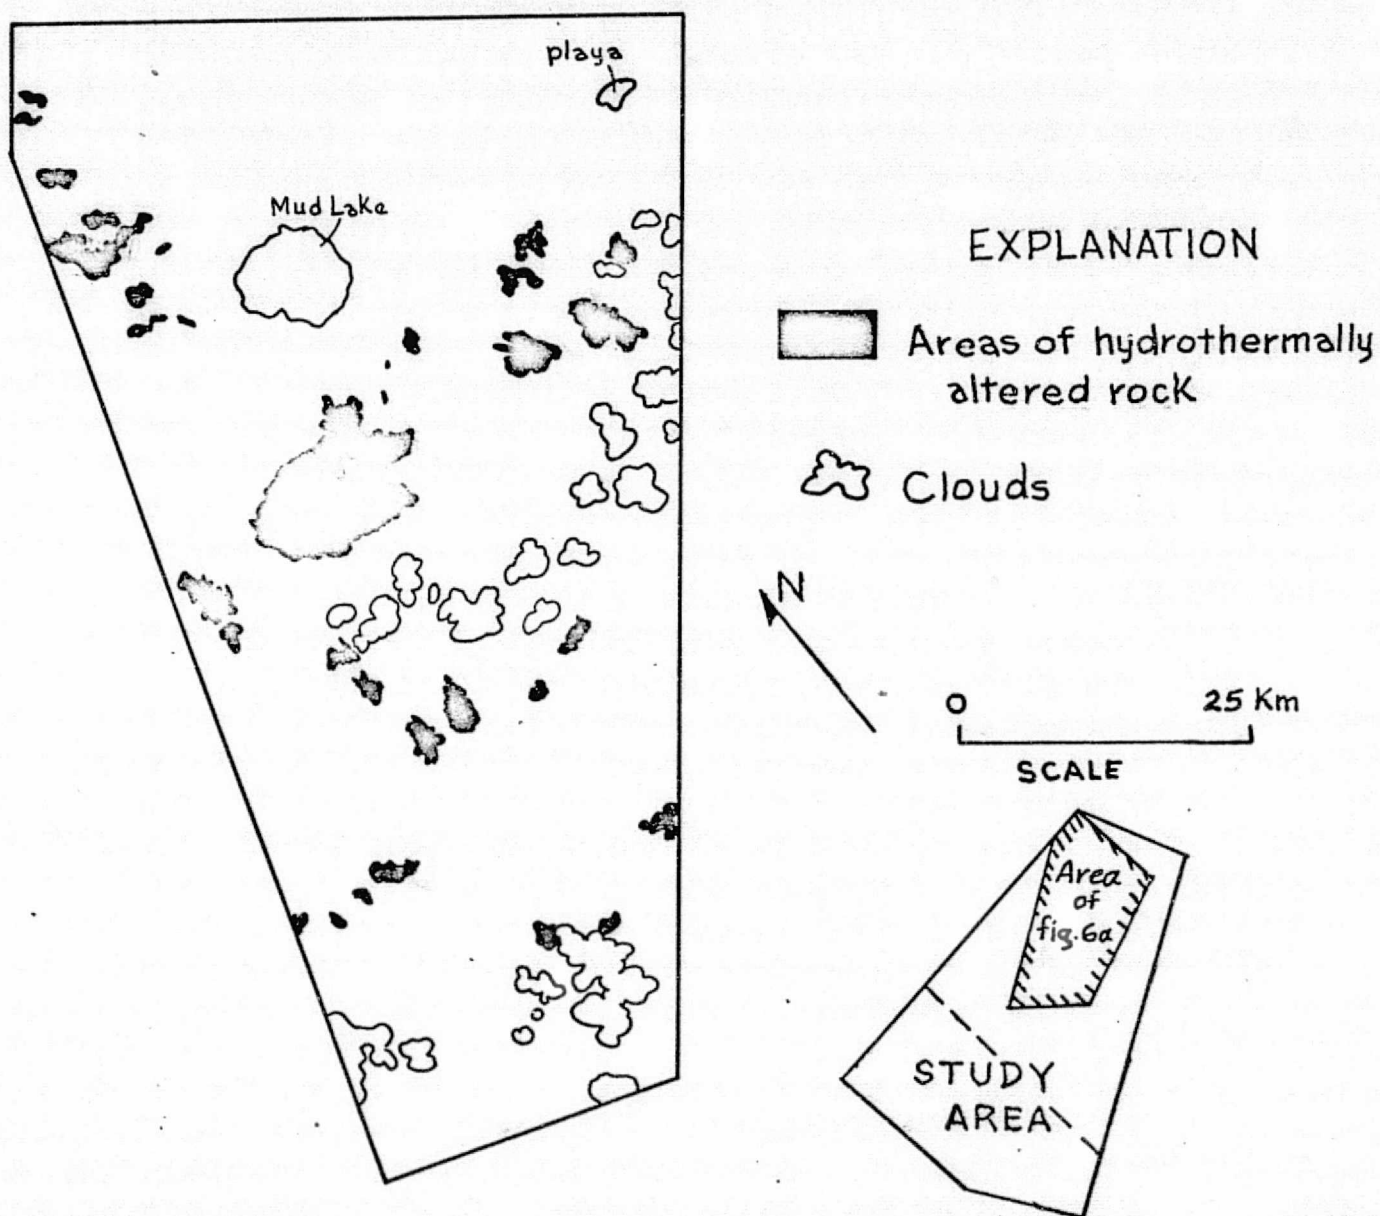 playa
Mud Lake
EXPLANATION
Areas of hydrothermally
altered rock
Clouds
N
0
25 Km
SCALE
Area
of
fig.6a
STUDY
AREA